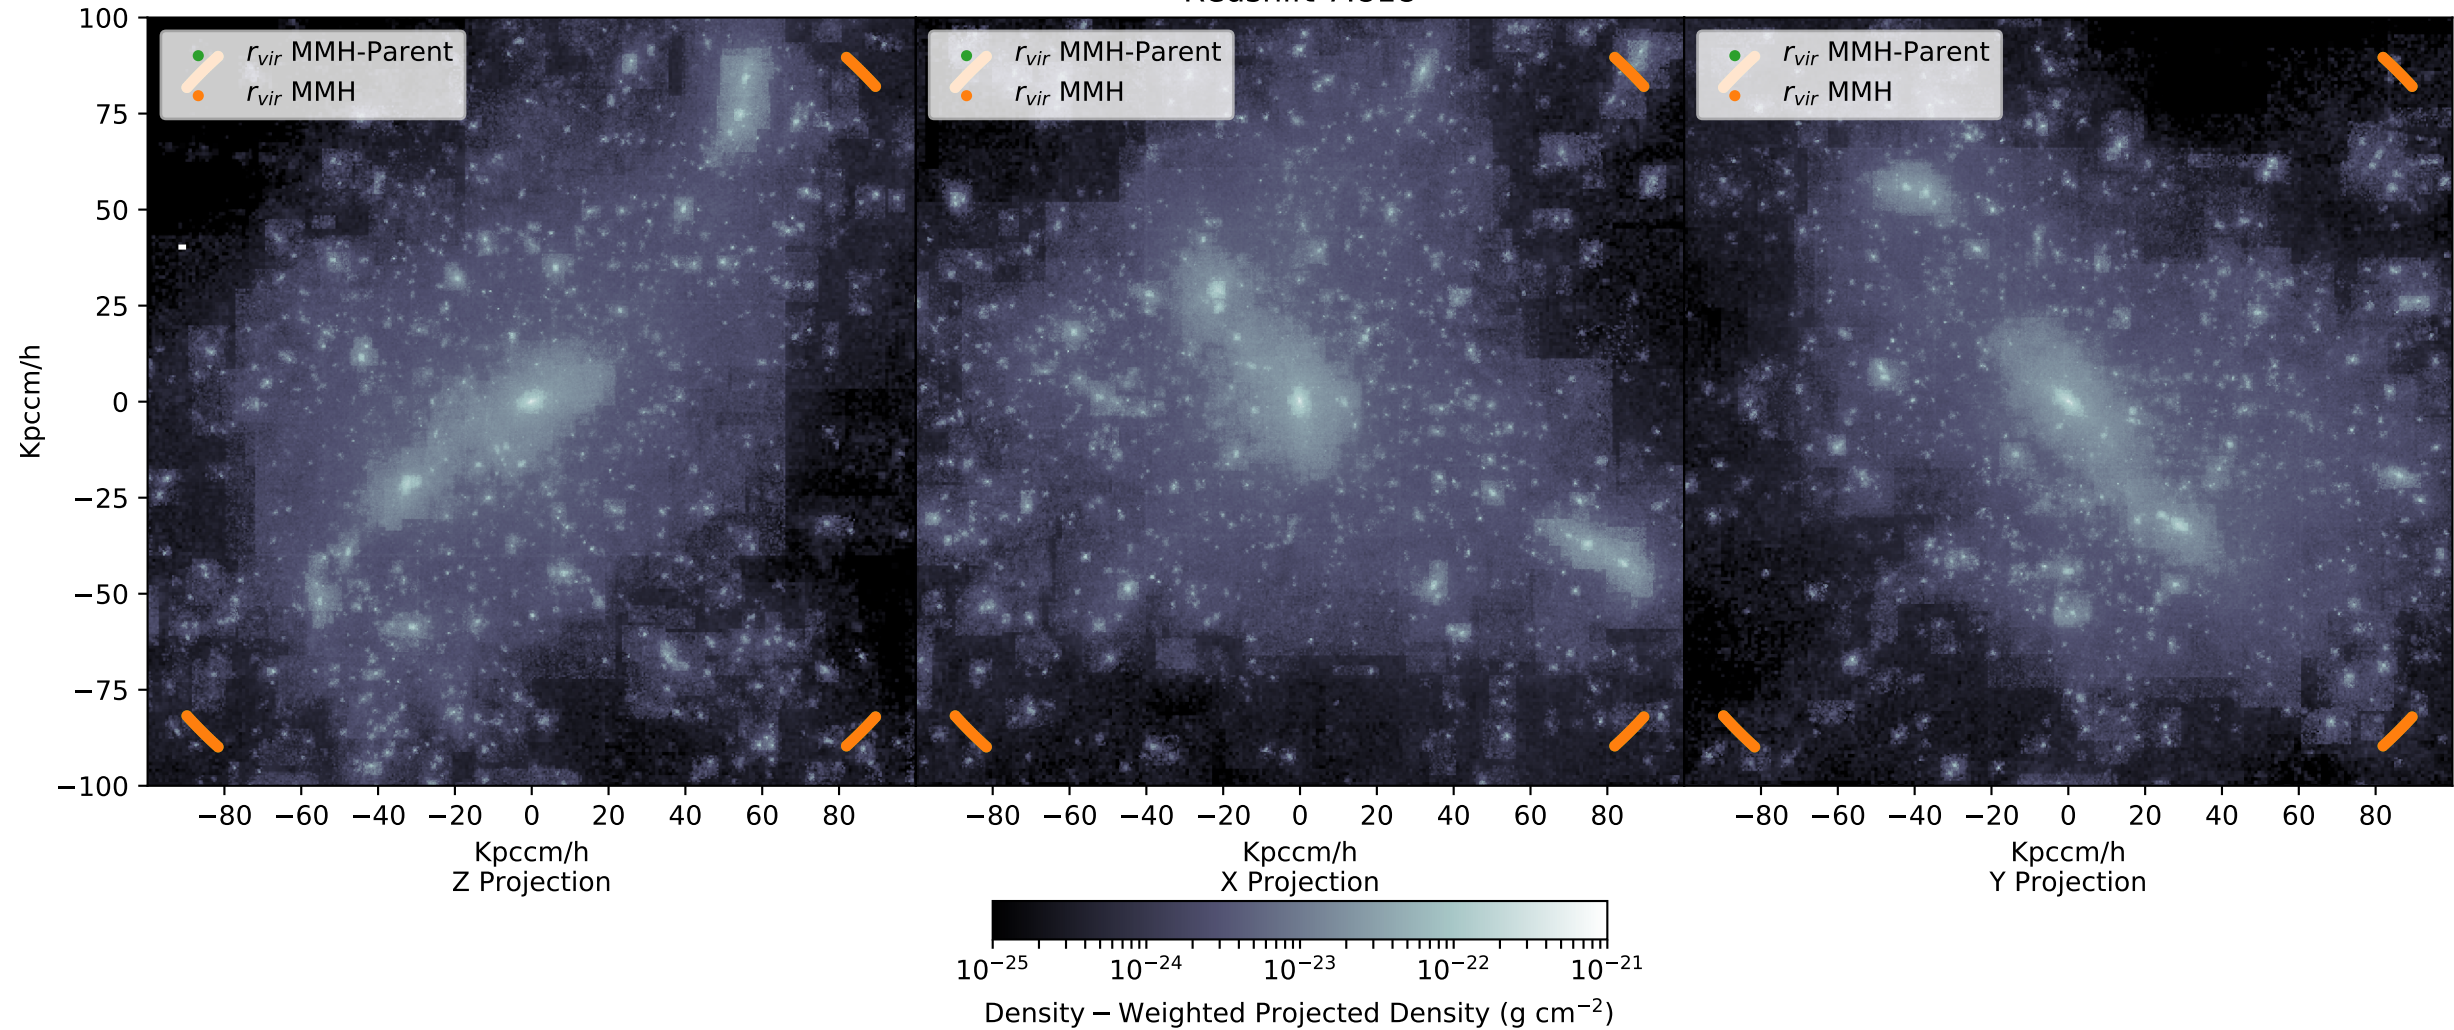 r_vir MMH-Parent
r_vir MMH
r_vir MMH-Parent
r_vir MMH
r_vir MMH-Parent
r_vir MMH
Kpccm/h
100
75
50
25
0
−25
−50
−75
−100
−80 −60 −40 −20 0 20 40 60 80
−80 −60 −40 −20 0 20 40 60 80
−80 −60 −40 −20 0 20 40 60 80
Kpccm/h
Z Projection
Kpccm/h
X Projection
Kpccm/h
Y Projection
10^−25 10^−24 10^−23 10^−22 10^−21
Density − Weighted Projected Density (g cm^−2)